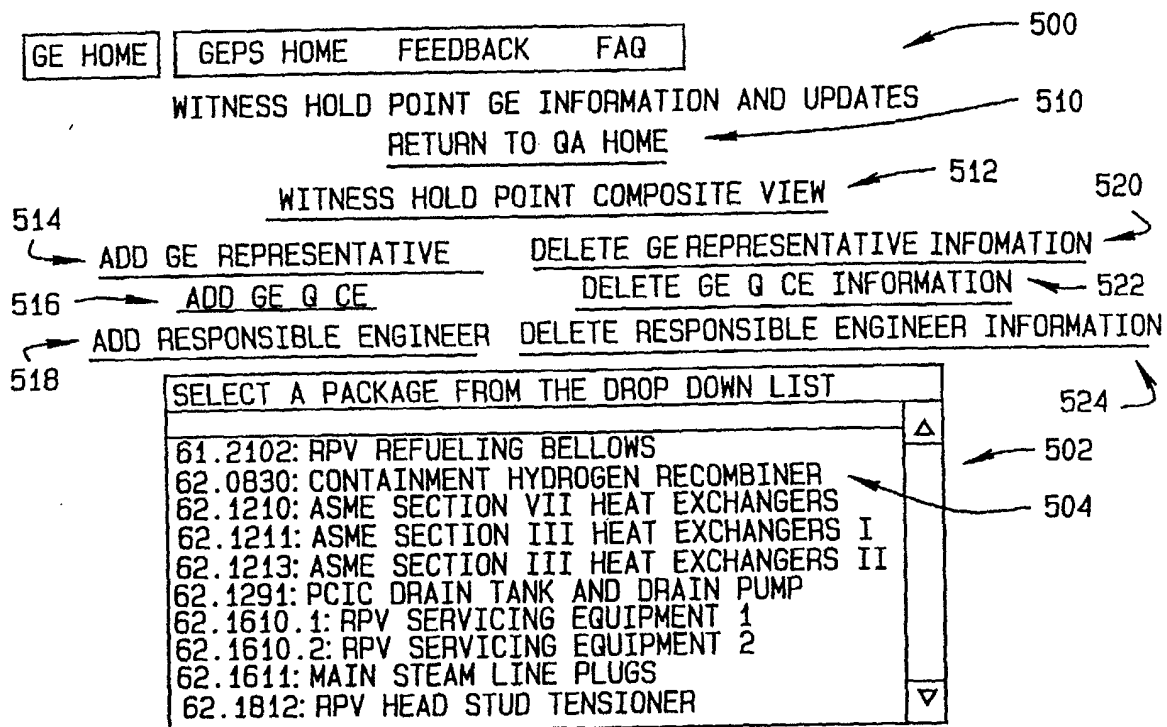 500
GE HOME GEPS HOME FEEDBACK FAQ
WITNESS HOLD POINT GE INFORMATION AND UPDATES
510
RETURN TO QA HOME
512
WITNESS HOLD POINT COMPOSITE VIEW
520
514
ADD GE REPRESENTATIVE DELETE GE REPRESENTATIVE INFOMATION
516 ADD GE Q CE DELETE GE Q CE INFORMATION 522
ADD RESPONSIBLE ENGINEER DELETE RESPONSIBLE ENGINEER INFORMATION
518
524
SELECT A PACKAGE FROM THE DROP DOWN LIST
61.2102: RPV REFUELING BELLOWS 502
62.0830: CONTAINMENT HYDROGEN RECOMBINER
62.1210: ASME SECTION VII HEAT EXCHANGERS 504
62.1211: ASME SECTION III HEAT EXCHANGERS I
62.1213: ASME SECTION III HEAT EXCHANGERS II
62.1291: PCIC DRAIN TANK AND DRAIN PUMP
62.1610.1: RPV SERVICING EQUIPMENT 1
62.1610.2: RPV SERVICING EQUIPMENT 2
62.1611: MAIN STEAM LINE PLUGS
62.1812: RPV HEAD STUD TENSIONER